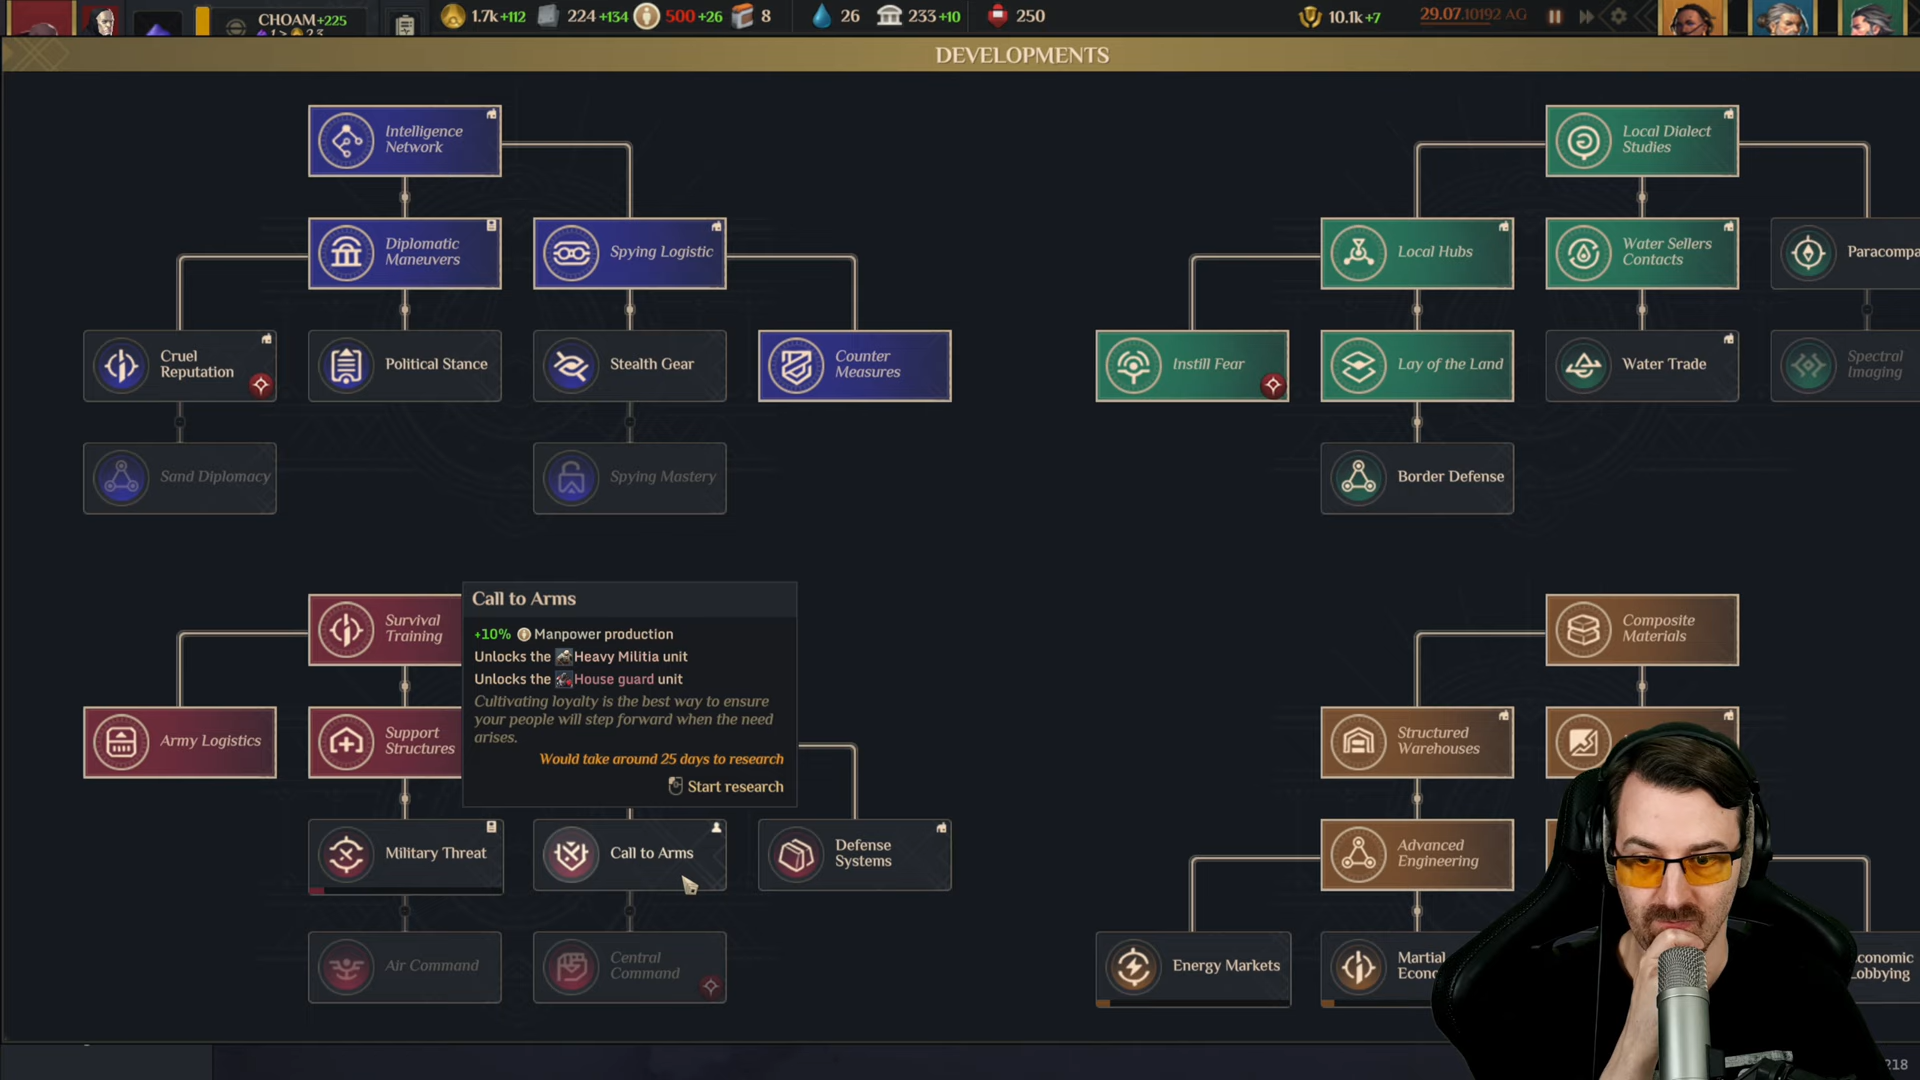 CHOAM +225
1.7k +112
224 +134
500 +26
8
26
233 +10
250
10.1k +7
29.07.10192 AG
DEVELOPMENTS
Intelligence
Network
Diplomatic
Maneuvers
Spying Logistic
Cruel
Reputation
Political Stance
Stealth Gear
Counter
Measures
Sand Diplomacy
Spying Mastery
Local Dialect
Studies
Local Hubs
Water Sellers
Contacts
Paracompa
Instill Fear
Lay of the Land
Water Trade
Spectral
Imaging
Border Defense
Survival
Training
Army Logistics
Support
Structures
Call to Arms
+10% Manpower production
Unlocks the Heavy Militia unit
Unlocks the House guard unit
Cultivating loyalty is the best way to ensure
your people will step forward when the need
arises.
Would take around 25 days to research
Start research
Military Threat
Call to Arms
Defense
Systems
Air Command
Central
Command
Composite
Materials
Structured
Warehouses
Advanced
Engineering
Energy Markets
Martial
Econo
conomic
Lobbying
218